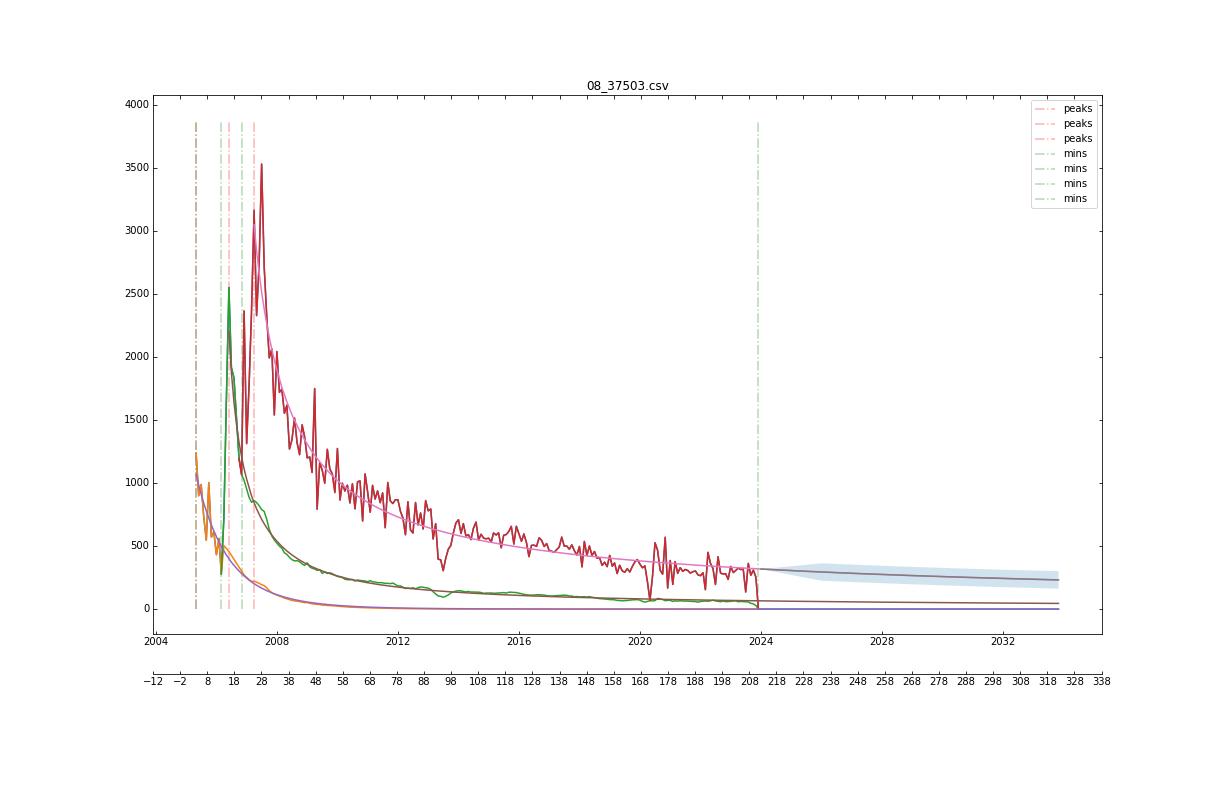 08_37503.csv
4000
3500
3000
2500
2000
1500
1000
500
0
peaks
peaks
peaks
mins
mins
mins
mins
2004 2008 2012 2016 2020 2024 2028 2032
−12 −2 8 18 28 38 48 58 68 78 88 98 108 118 128 138 148 158 168 178 188 198 208 218 228 238 248 258 268 278 288 298 308 318 328 338